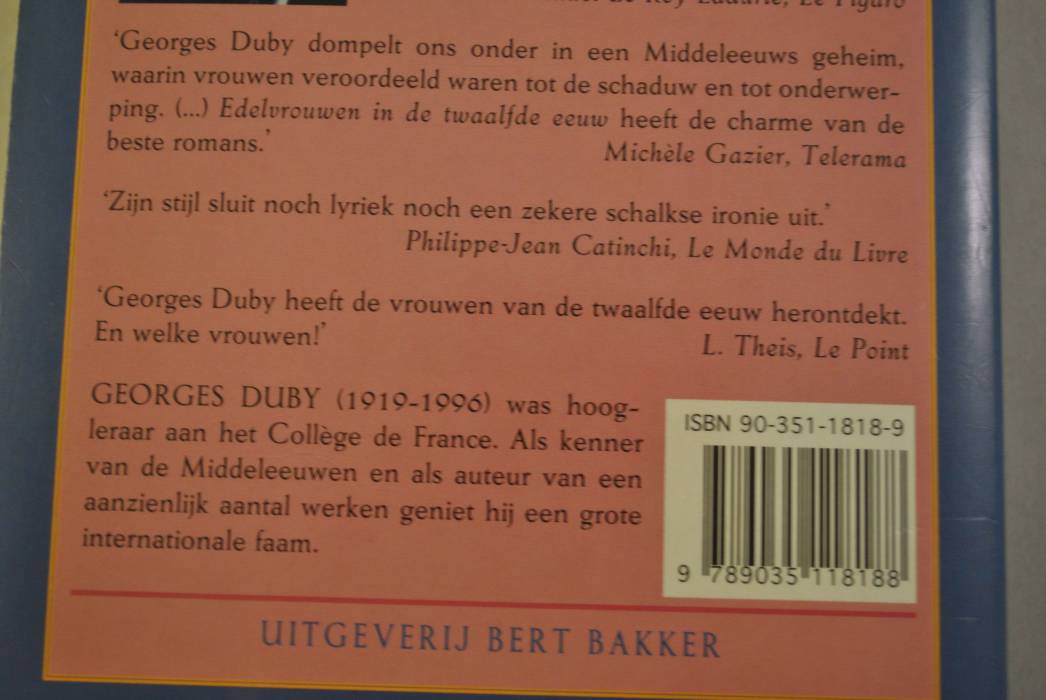 Ladurie, Le Figaro
‘Georges Duby dompelt ons onder in een Middeleeuws geheim,
waarin vrouwen veroordeeld waren tot de schaduw en tot onderwer-
ping. (...) Edelvrouwen in de twaalfde eeuw heeft de charme van de
beste romans.’
Michèle Gazier, Telerama
‘Zijn stijl sluit noch lyriek noch een zekere schalkse ironie uit.’
Philippe-Jean Catinchi, Le Monde du Livre
‘Georges Duby heeft de vrouwen van de twaalfde eeuw herontdekt.
En welke vrouwen!’
L. Theis, Le Point
GEORGES DUBY (1919-1996) was hoog-
leraar aan het Collège de France. Als kenner
van de Middeleeuwen en als auteur van een
aanzienlijk aantal werken geniet hij een grote
internationale faam.
ISBN 90-351-1818-9
9 789035 118188
UITGEVERIJ BERT BAKKER